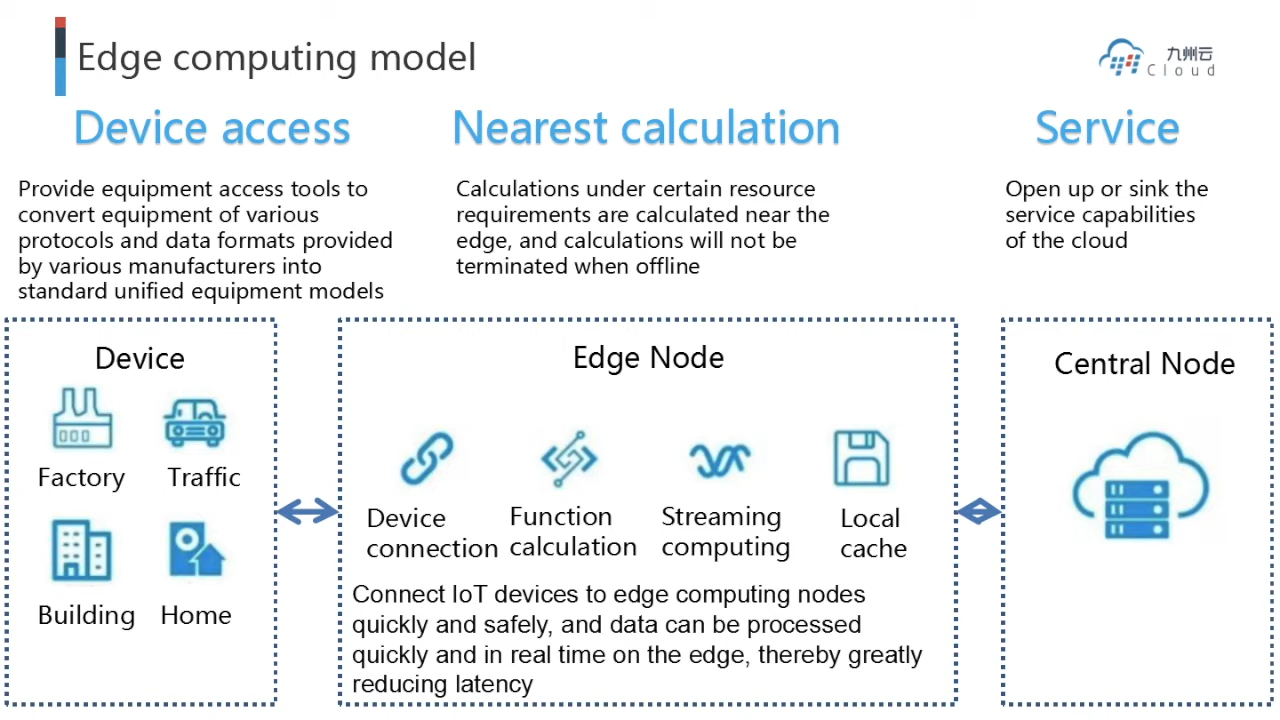 Edge computing model
九州云
Cloud
Device access
Nearest calculation
Service
Provide equipment access tools to
convert equipment of various
protocols and data formats provided
by various manufacturers into
standard unified equipment models
Calculations under certain resource
requirements are calculated near the
edge, and calculations will not be
terminated when offline
Open up or sink the
service capabilities
of the cloud
Device
Factory
Traffic
Building
Home
Edge Node
Device
connection
Function
calculation
Streaming
computing
Local
cache
Connect IoT devices to edge computing nodes
quickly and safely, and data can be processed
quickly and in real time on the edge, thereby greatly
reducing latency
Central Node